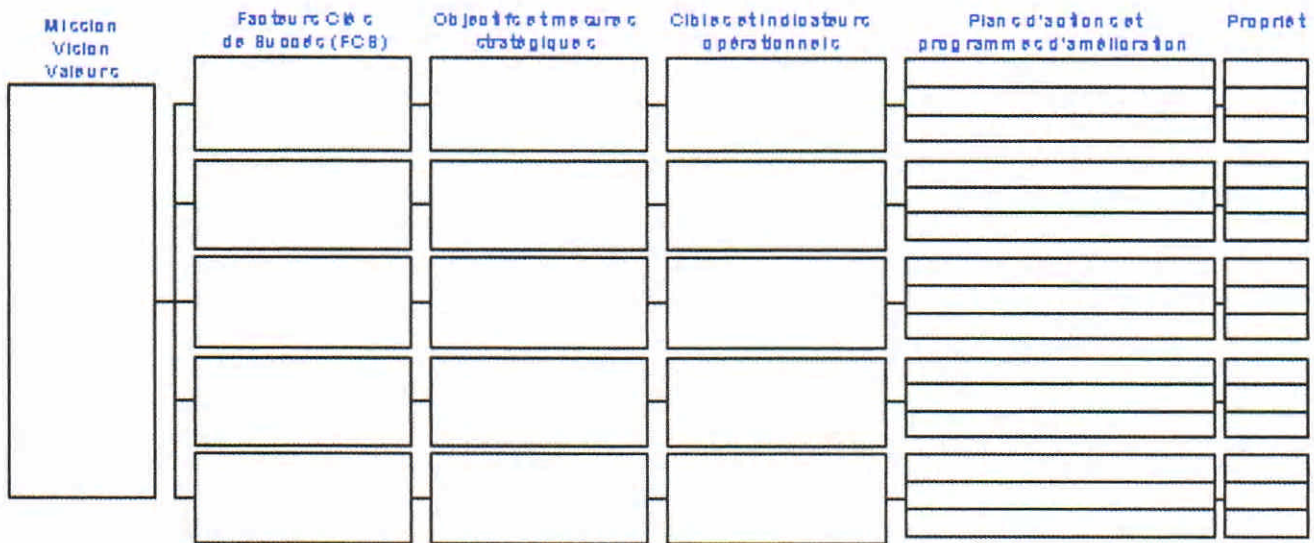 Mission
Vision
Valeurs
Facteurs Clés
de Succès (FCS)
Objectifs et mesures
stratégiques
Cibles et indicateurs
opérationnels
Plans d'actions et
programmes d'amélioration
Propriét